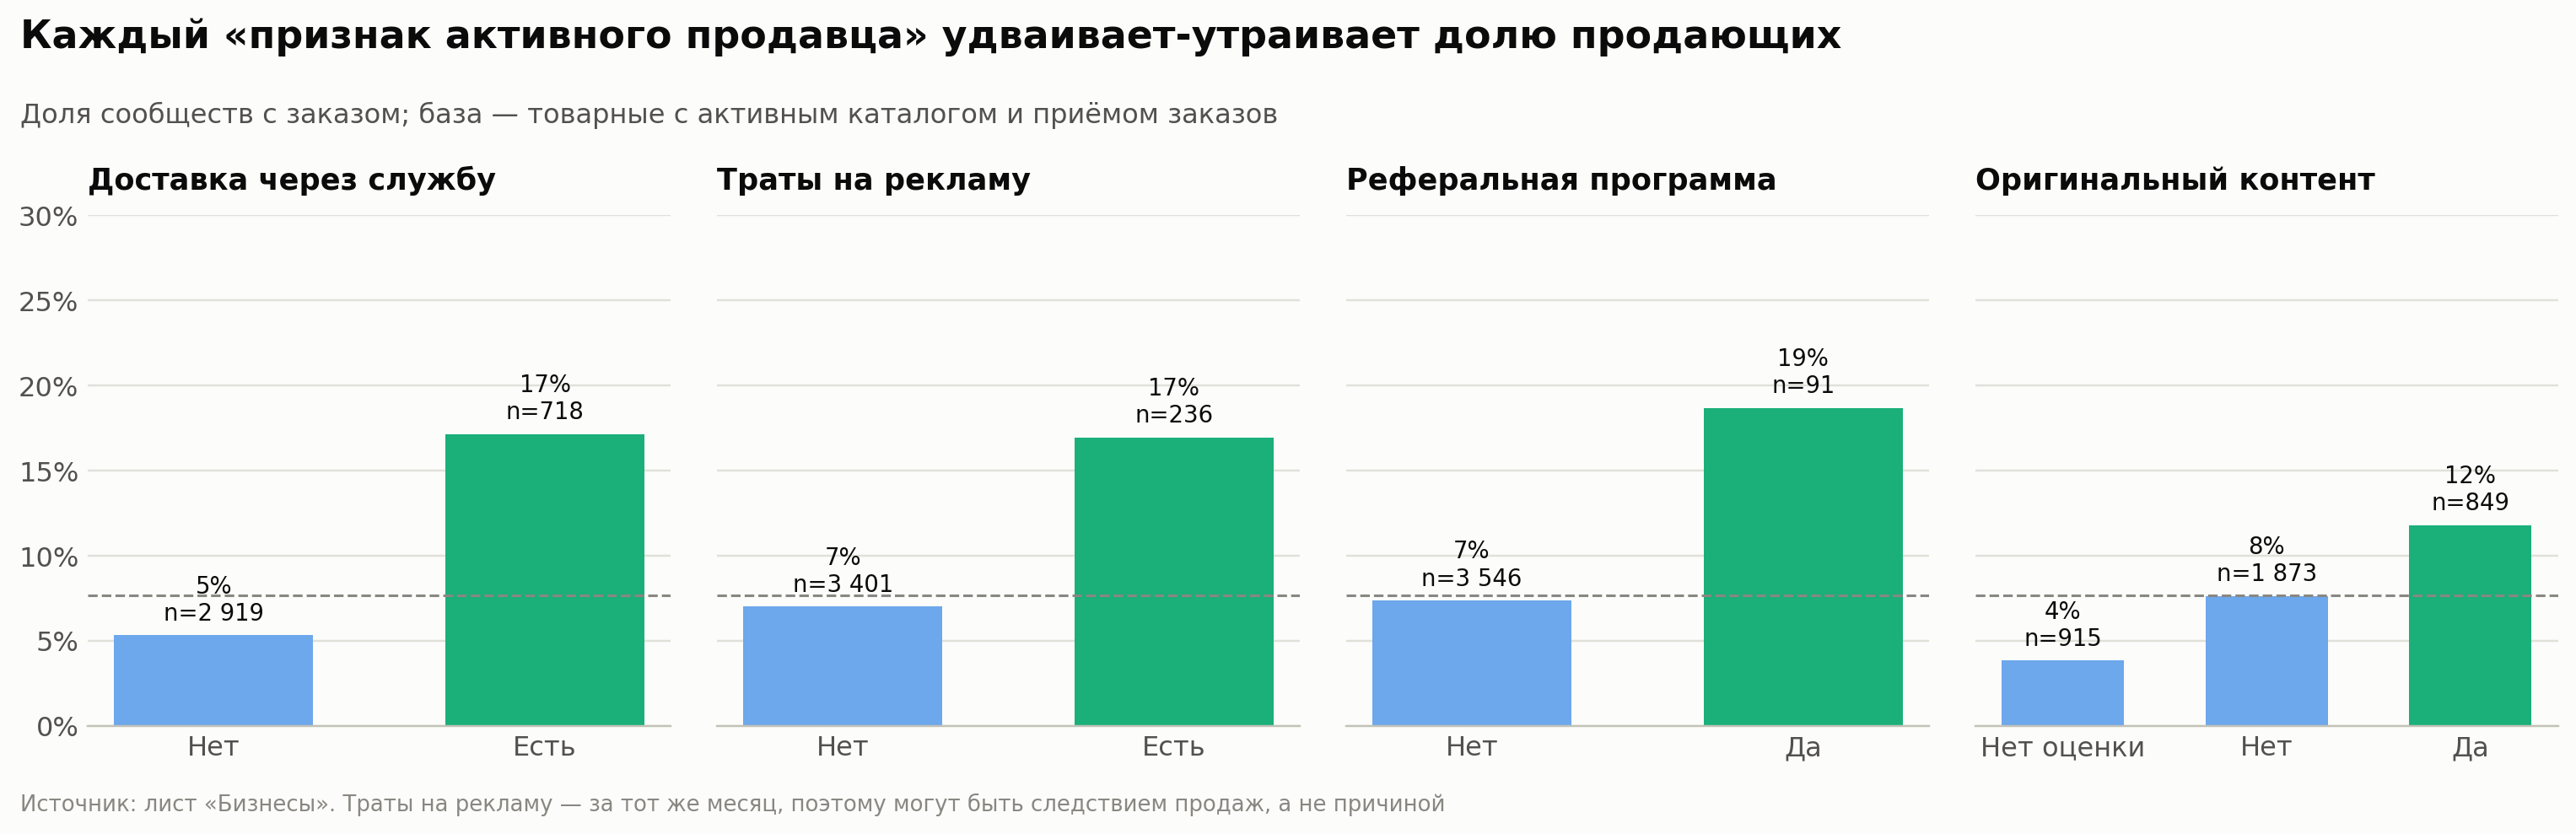 Каждый «признак активного продавца» удваивает-утраивает долю продающих
Доля сообществ с заказом; база — товарные с активным каталогом и приёмом заказов
Доставка через службу
30%
25%
20%
15%
10%
5%
0%
5%
n=2 919
17%
n=718
Нет
Есть
Траты на рекламу
7%
n=3 401
17%
n=236
Нет
Есть
Реферальная программа
7%
n=3 546
19%
n=91
Нет
Да
Оригинальный контент
4%
n=915
8%
n=1 873
12%
n=849
Нет оценки
Нет
Да
Источник: лист «Бизнесы». Траты на рекламу — за тот же месяц, поэтому могут быть следствием продаж, а не причиной